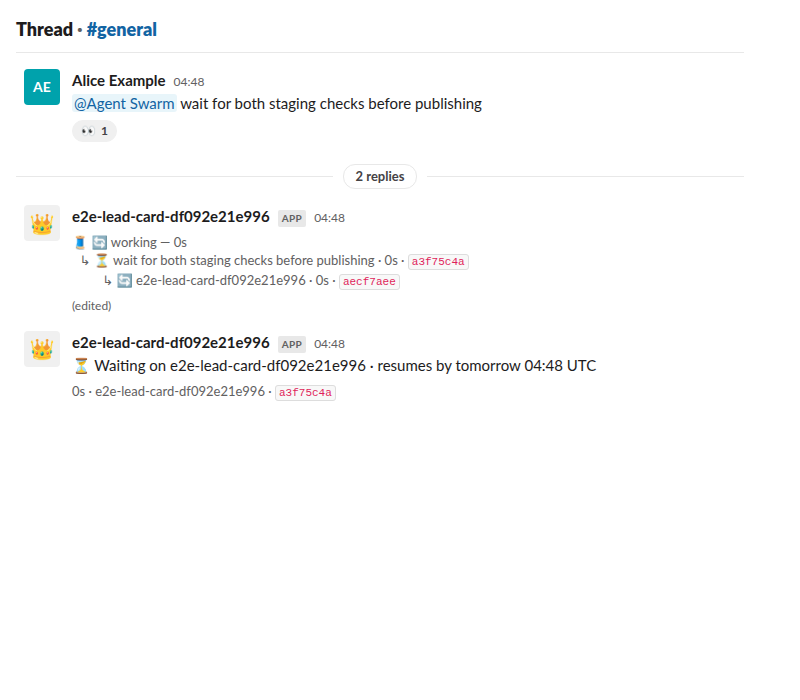 Thread • #general
AE
Alice Example 04:48
@Agent Swarm wait for both staging checks before publishing
👀 1
2 replies
e2e-lead-card-df092e21e996 APP 04:48
🧵 🔄 working — 0s
↳ ⏳ wait for both staging checks before publishing · 0s · a3f75c4a
↳ 🔄 e2e-lead-card-df092e21e996 · 0s · aecf7aee
(edited)
e2e-lead-card-df092e21e996 APP 04:48
⏳ Waiting on e2e-lead-card-df092e21e996 · resumes by tomorrow 04:48 UTC
0s · e2e-lead-card-df092e21e996 · a3f75c4a